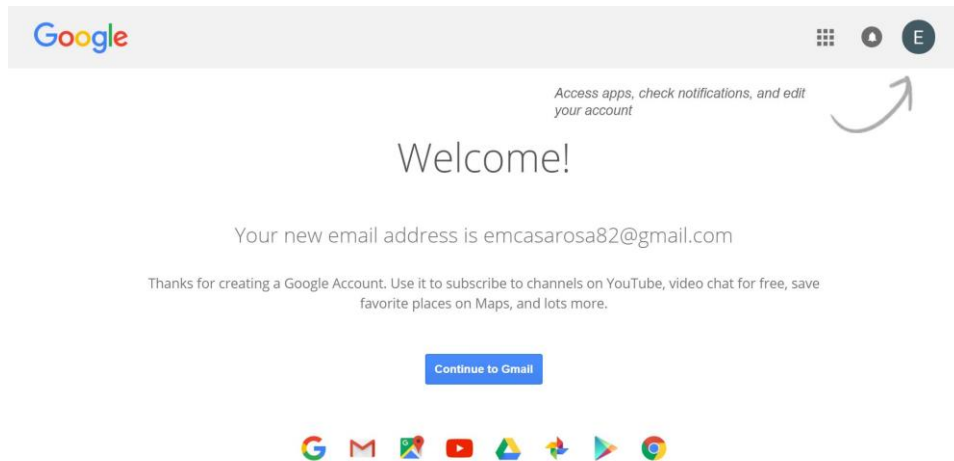 Google
E
Access apps, check notifications, and edit
your account
Welcome!
Your new email address is emcasarosa82@gmail.com
Thanks for creating a Google Account. Use it to subscribe to channels on YouTube, video chat for free, save
favorite places on Maps, and lots more.
Continue to Gmail